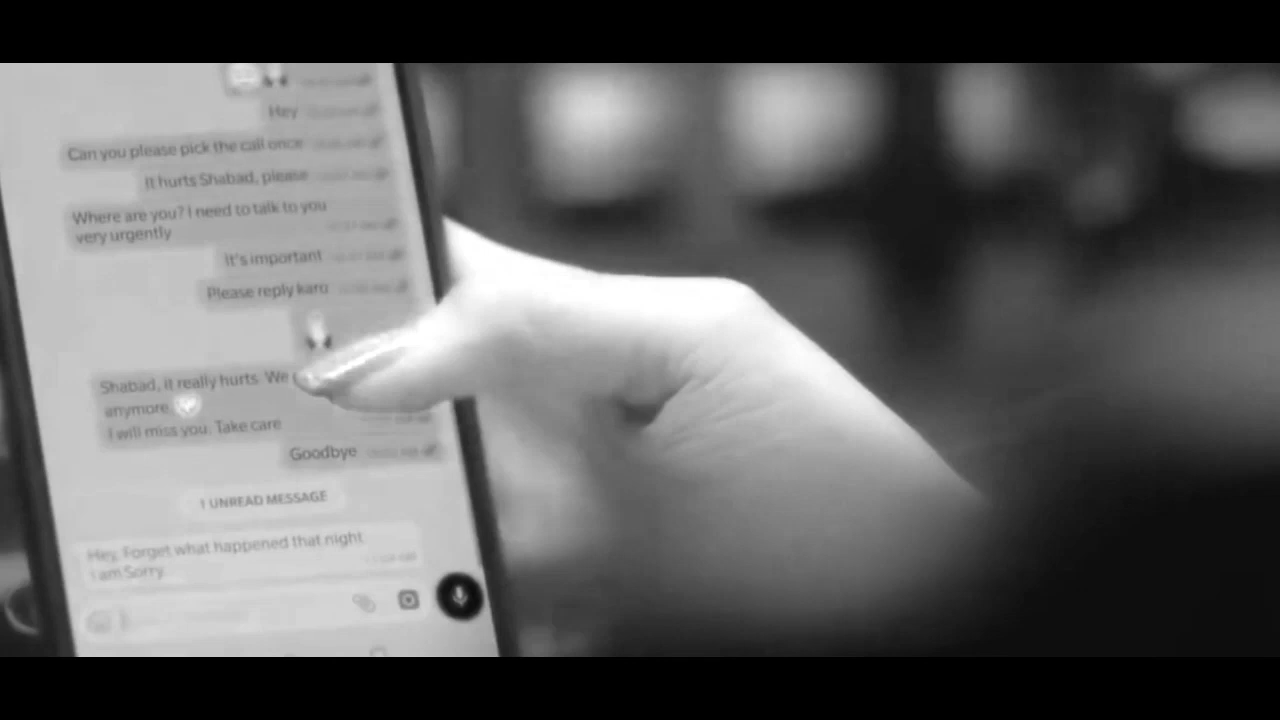 Hey
Can you please pick the call once
It hurts Shabad, please
Where are you? I need to talk to you
very urgently
It's important
Please reply karo
Shabad, it really hurts. We
anymore
I will miss you. Take care
Goodbye
1 UNREAD MESSAGE
Hey. Forget what happened that night
I am Sorry